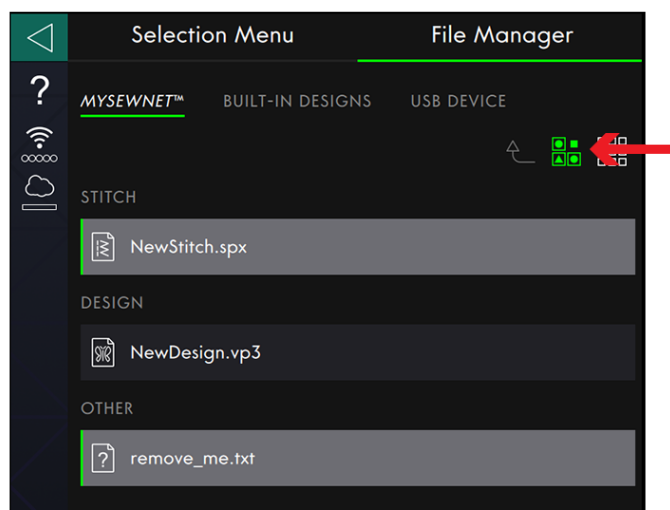 Selection Menu File Manager
MYSEWNET™ BUILT-IN DESIGNS USB DEVICE
STITCH
NewStitch.spx
DESIGN
NewDesign.vp3
OTHER
remove_me.txt